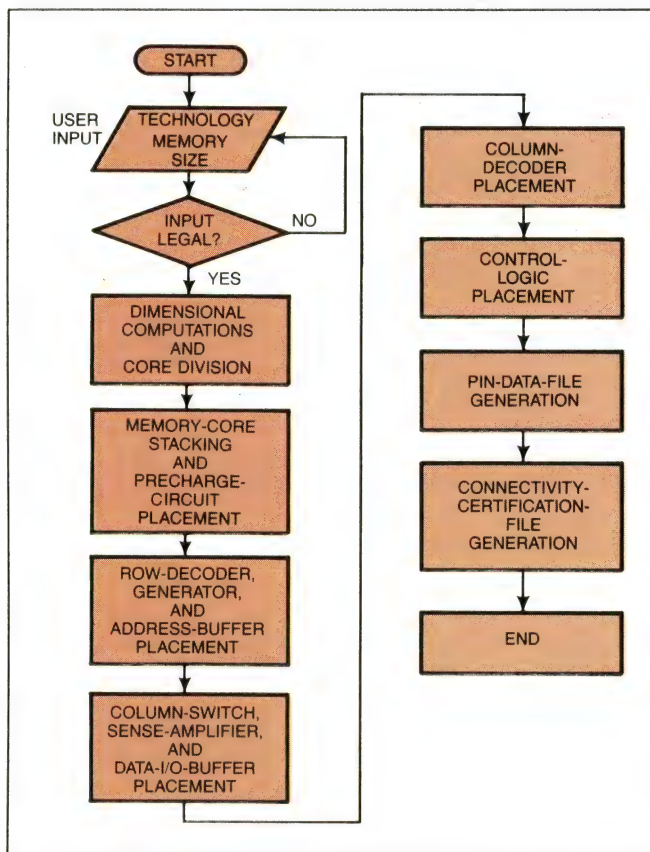 START
USER
INPUT
TECHNOLOGY
MEMORY
SIZE
INPUT
LEGAL?
NO
YES
DIMENSIONAL
COMPUTATIONS
AND
CORE DIVISION
MEMORY-CORE
STACKING
AND
PRECHARGE-
CIRCUIT
PLACEMENT
ROW-DECODER,
GENERATOR,
AND
ADDRESS-BUFFER
PLACEMENT
COLUMN-SWITCH,
SENSE-AMPLIFIER,
AND
DATA-I/O-BUFFER
PLACEMENT
COLUMN-
DECODER
PLACEMENT
CONTROL-
LOGIC
PLACEMENT
PIN-DATA-FILE
GENERATION
CONNECTIVITY-
CERTIFICATION-
FILE
GENERATION
END